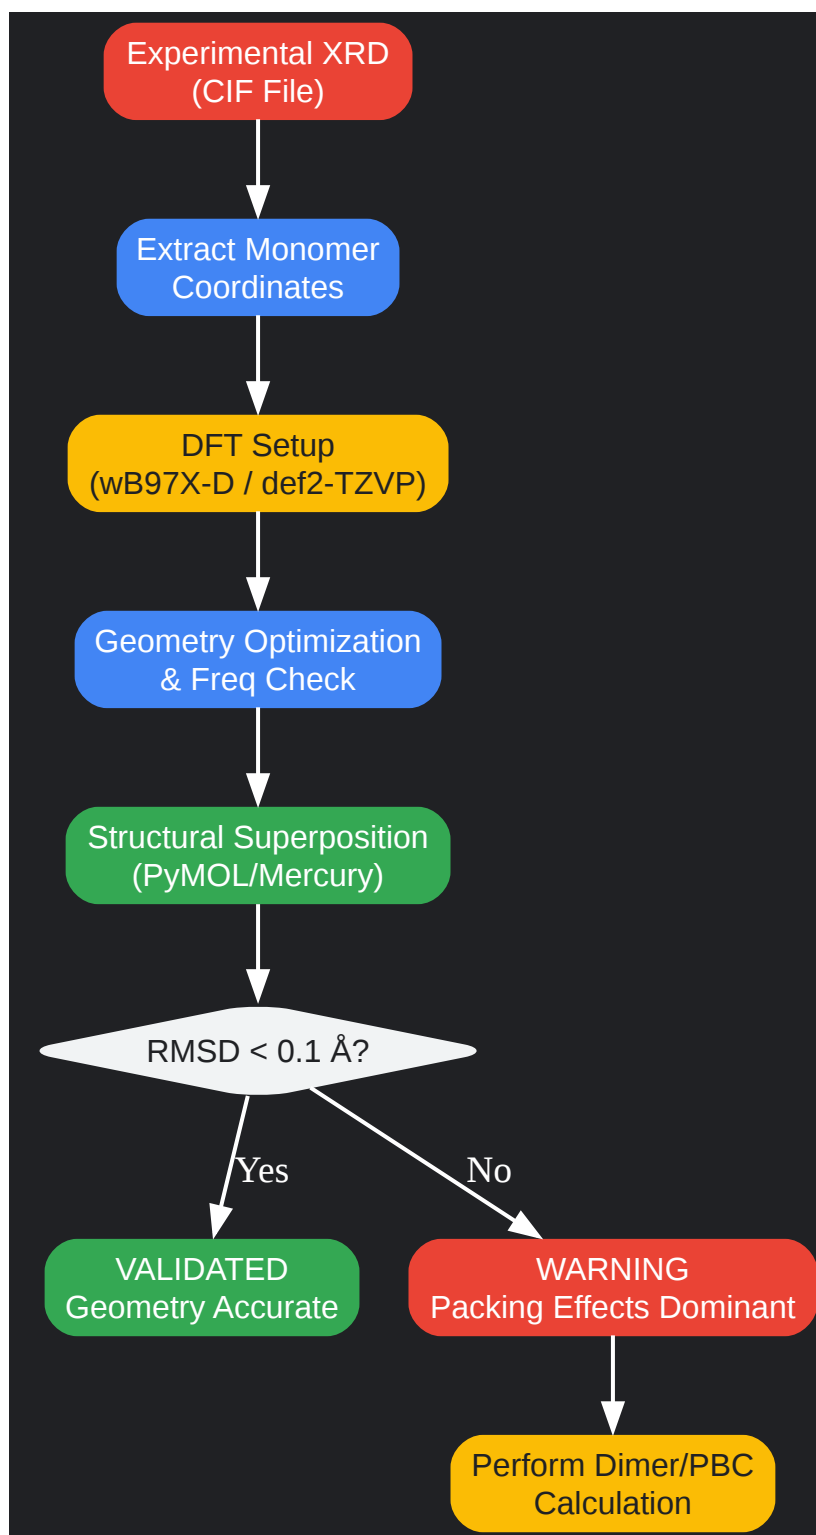 Experimental XRD
(CIF File)
Extract Monomer
Coordinates
DFT Setup
(wB97X-D / def2-TZVP)
Geometry Optimization
& Freq Check
Structural Superposition
(PyMOL/Mercury)
RMSD < 0.1 Å?
Yes
No
VALIDATED
Geometry Accurate
WARNING
Packing Effects Dominant
Perform Dimer/PBC
Calculation